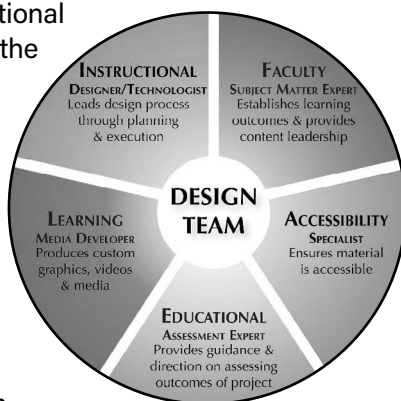 tional
the
INSTRUCTIONAL
DESIGNER/TECHNOLOGIST
Leads design process
through planning
& execution
FACULTY
SUBJECT MATTER EXPERT
Establishes learning
outcomes & provides
content leadership
DESIGN
TEAM
LEARNING
MEDIA DEVELOPER
Produces custom
graphics, videos
& media
ACCESSIBILITY
SPECIALIST
Ensures material
is accessible
EDUCATIONAL
ASSESSMENT EXPERT
Provides guidance &
direction on assessing
outcomes of project